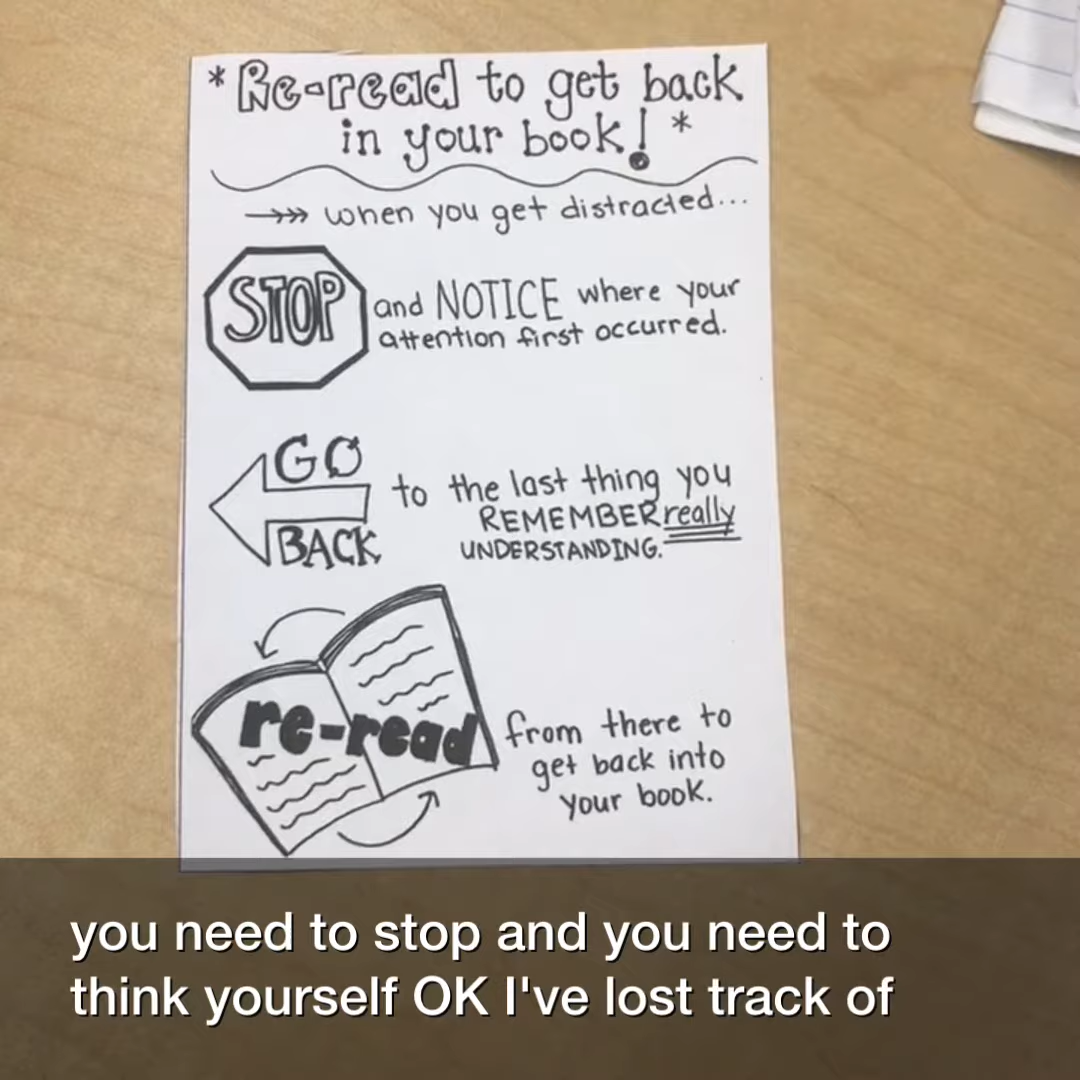 *Re-read to get back
in your book! *
when you get distracted...
STOP and NOTICE where your
attention first occurred.
GO
BACK
to the last thing you
REMEMBER really
UNDERSTANDING.
re-read
from there to
get back into
your book.
you need to stop and you need to
think yourself OK I've lost track of